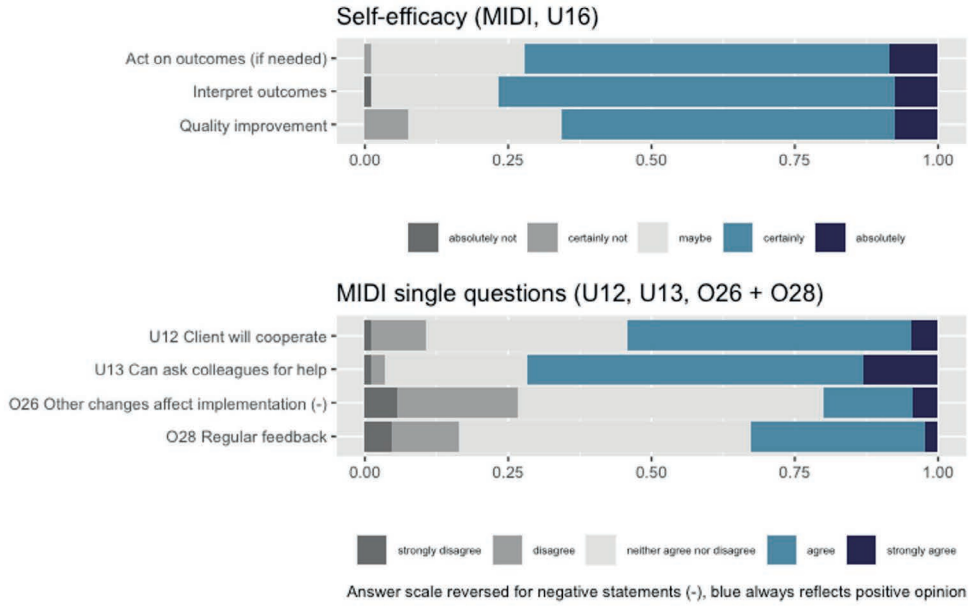 Self-efficacy (MIDI, U16)
Act on outcomes (if needed)
Interpret outcomes
Quality improvement
0.00 0.25 0.50 0.75 1.00
absolutely not certainly not maybe certainly absolutely
MIDI single questions (U12, U13, O26 + O28)
U12 Client will cooperate
U13 Can ask colleagues for help
O26 Other changes affect implementation (-)
O28 Regular feedback
0.00 0.25 0.50 0.75 1.00
strongly disagree disagree neither agree nor disagree agree strongly agree
Answer scale reversed for negative statements (-), blue always reflects positive opinion